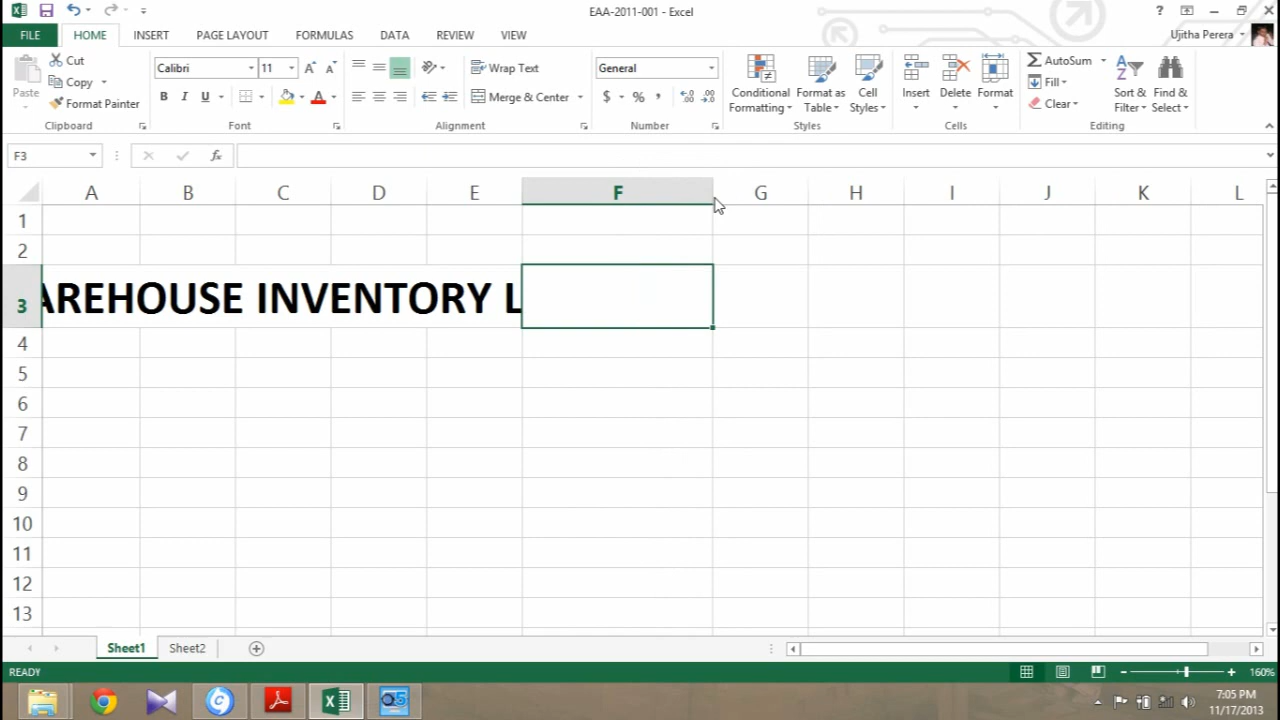 EAA-2011-001 - Excel
FILE HOME INSERT PAGE LAYOUT FORMULAS DATA REVIEW VIEW Ujitha Perera
Paste Cut Copy Format Painter
Clipboard
Calibri 11
B I U A
Font
Wrap Text
Merge & Center
Alignment
General
$ % ,
Number
Conditional Formatting Format as Table Cell Styles
Styles
Insert Delete Format
Cells
AutoSum Fill Clear Sort & Filter Find & Select
Editing
F3 fx
A B C D E F G H I J K L
1
2
3 AREHOUSE INVENTORY L
4
5
6
7
8
9
10
11
12
13
Sheet1 Sheet2
READY 160%
7:05 PM
11/17/2013